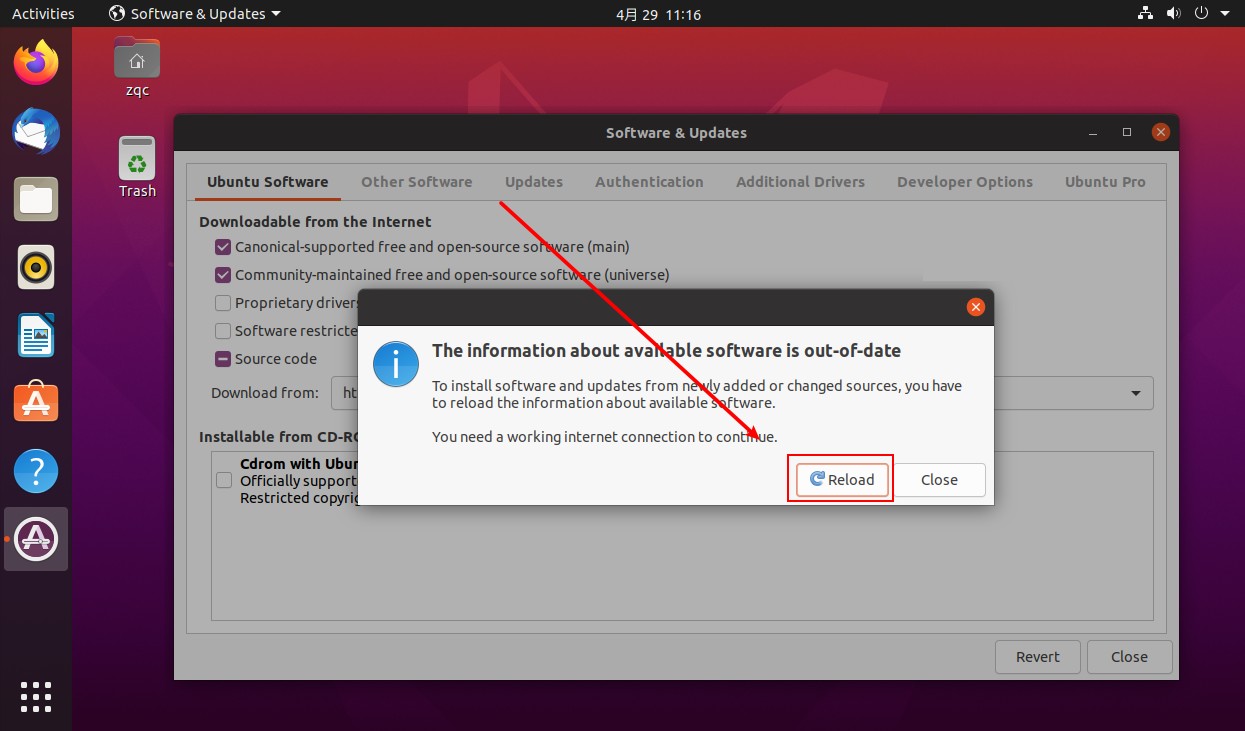 Activities
Software & Updates
4月 29 11:16
zqc
Trash
Software & Updates
Ubuntu Software
Other Software
Updates
Authentication
Additional Drivers
Developer Options
Ubuntu Pro
Downloadable from the Internet
Canonical-supported free and open-source software (main)
Community-maintained free and open-source software (universe)
Proprietary drivers
Software restricte
Source code
Download from:
ht
The information about available software is out-of-date
To install software and updates from newly added or changed sources, you have
to reload the information about available software.
You need a working internet connection to continue.
Reload
Close
Installable from CD-RO
Cdrom with Ubun
Officially support
Restricted copyrig
Revert
Close